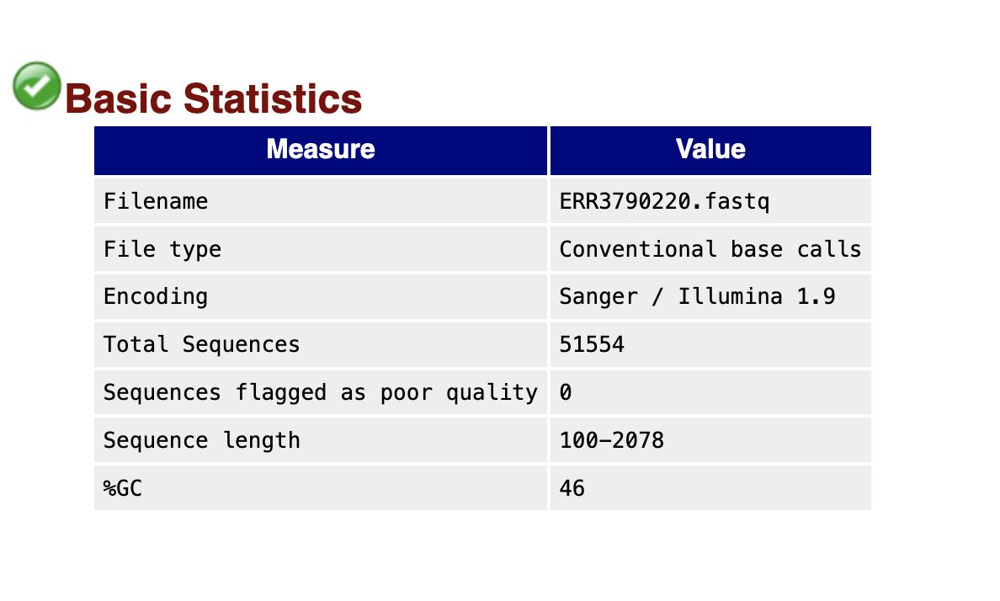 Basic Statistics
Measure Value
Filename ERR3790220.fastq
File type Conventional base calls
Encoding Sanger / Illumina 1.9
Total Sequences 51554
Sequences flagged as poor quality 0
Sequence length 100-2078
%GC 46